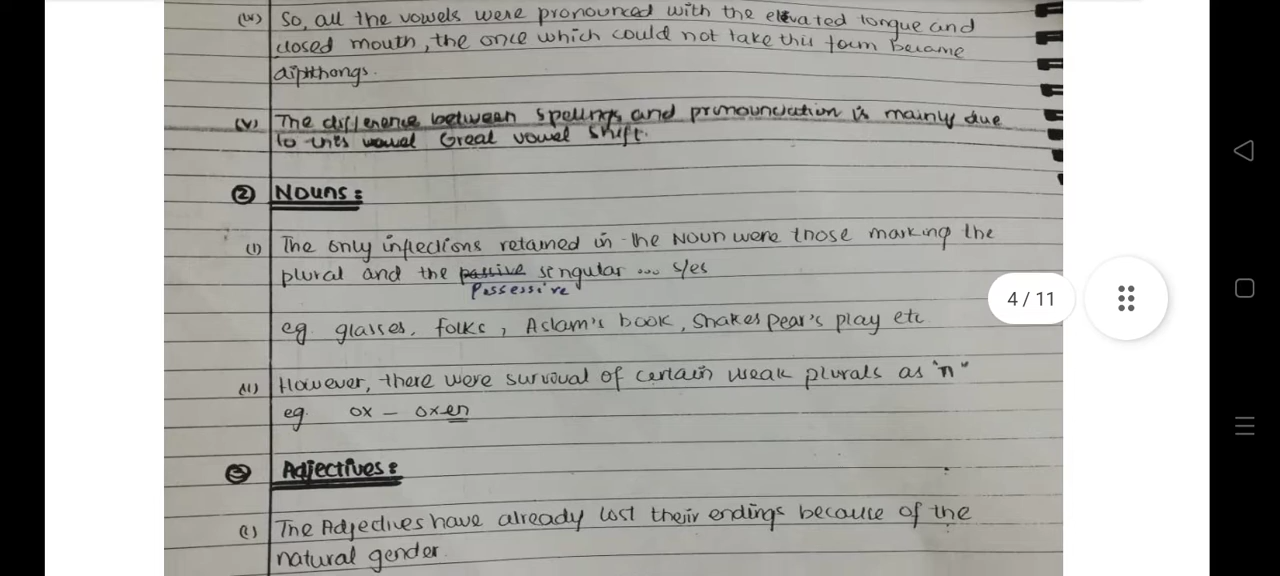 (iv) So, all the vowels were pronounced with the elevated tongue and
closed mouth, the once which could not take this form became
dipthongs.
(v) The difference between spellings and pronounciation is mainly due
to this vowel Great vowel shift.
② Nouns:
(i) The only inflections retained in the Noun were those marking the
plural and the passive singular .... s/es
Possessive
eg. glasses, folks, Aslam's book, Shakespear's play etc
(ii) However, there were survival of certain weak plurals as "n"
eg. ox - oxen
③ Adjectives:
(i) The Adjectives have already lost their endings because of the
natural gender.
4 / 11